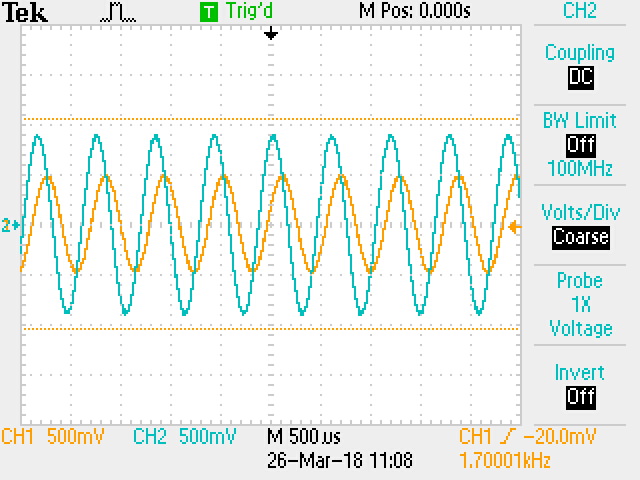 Tek T Trig'd M Pos: 0.000s CH2
Coupling
DC
BW Limit
Off
100MHz
Volts/Div
Coarse
Probe
1X
Voltage
Invert
Off
2
CH1 500mV CH2 500mV M 500µs CH1 −20.0mV
26-Mar-18 11:08 1.70001kHz